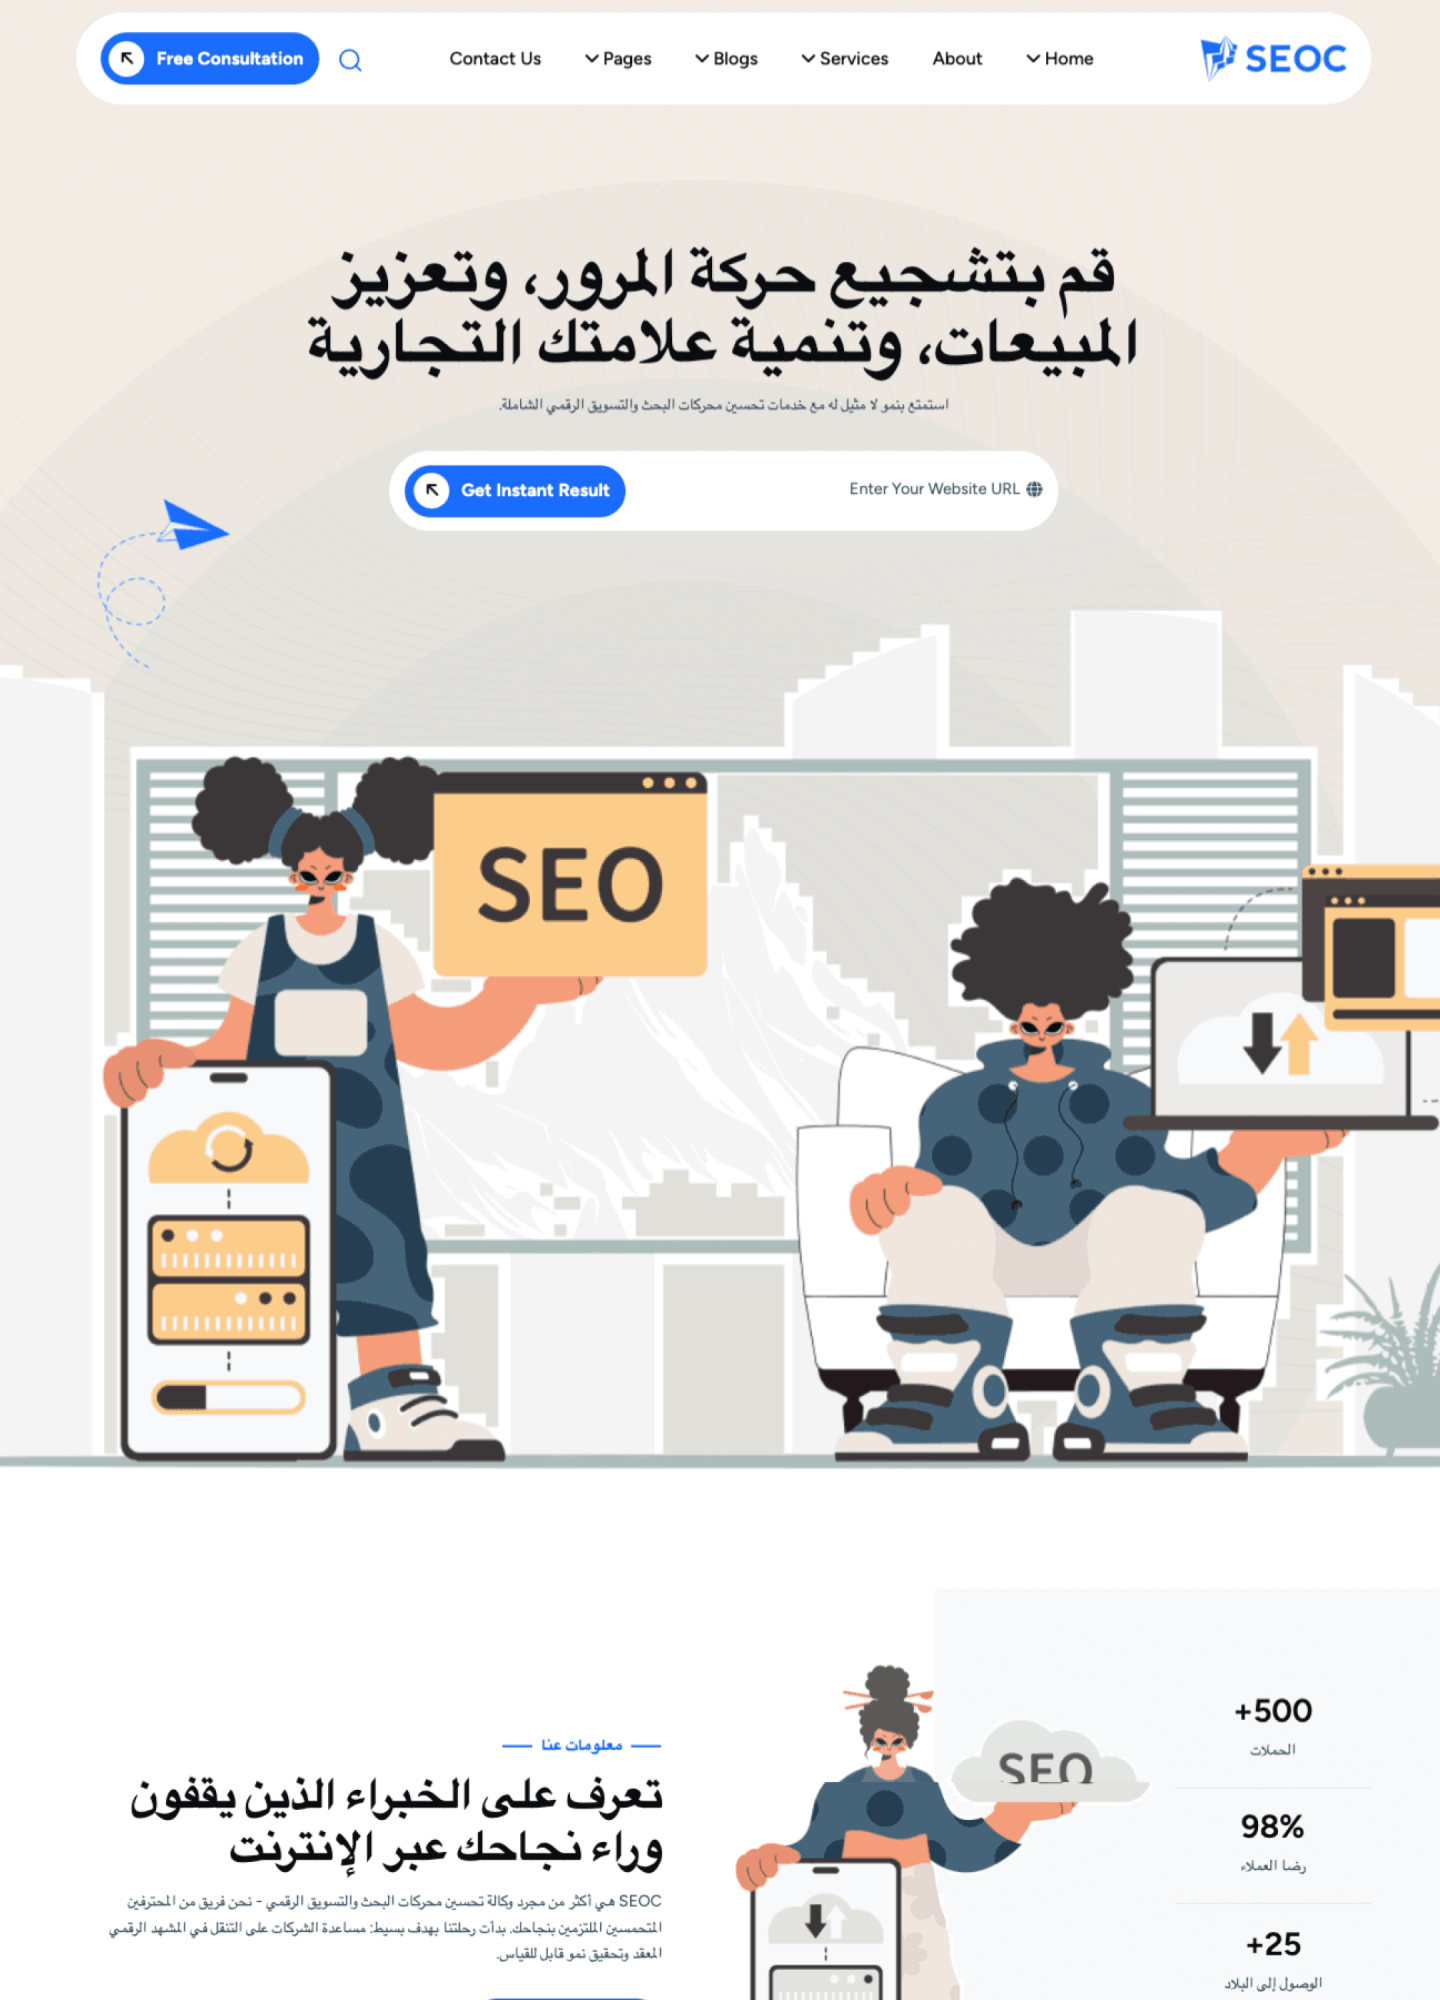 SEOC
Home
About
Services
Blogs
Pages
Contact Us
Free Consultation
قم بتشجيع حركة المرور، وتعزيز
المبيعات، وتنمية علامتك التجارية
استمتع بنمو لا مثيل له مع خدمات تحسين محركات البحث والتسويق الرقمي الشاملة.
Enter Your Website URL
Get Instant Result
SEO
+500
الحملات
98%
رضا العملاء
+25
الوصول إلى البلاد
SEO
معلومات عنا
تعرف على الخبراء الذين يقفون
وراء نجاحك عبر الإنترنت
SEOC هي أكثر من مجرد وكالة تحسين محركات البحث والتسويق الرقمي - نحن فريق من المحترفين
المتحمسين الملتزمين بنجاحك. بدأت رحلتنا بهدف بسيط: مساعدة الشركات على التنقل في المشهد الرقمي
المعقد وتحقيق نمو قابل للقياس.